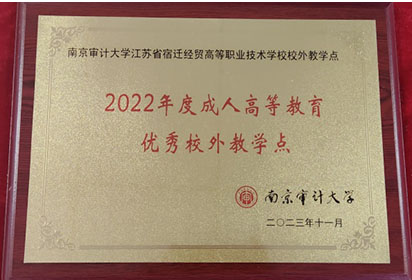 南京审计大学江苏省宿迁经贸高等职业技术学校校外教学点
2022年度成人高等教育
优秀校外教学点
南京审计大学
二〇二三年十一月